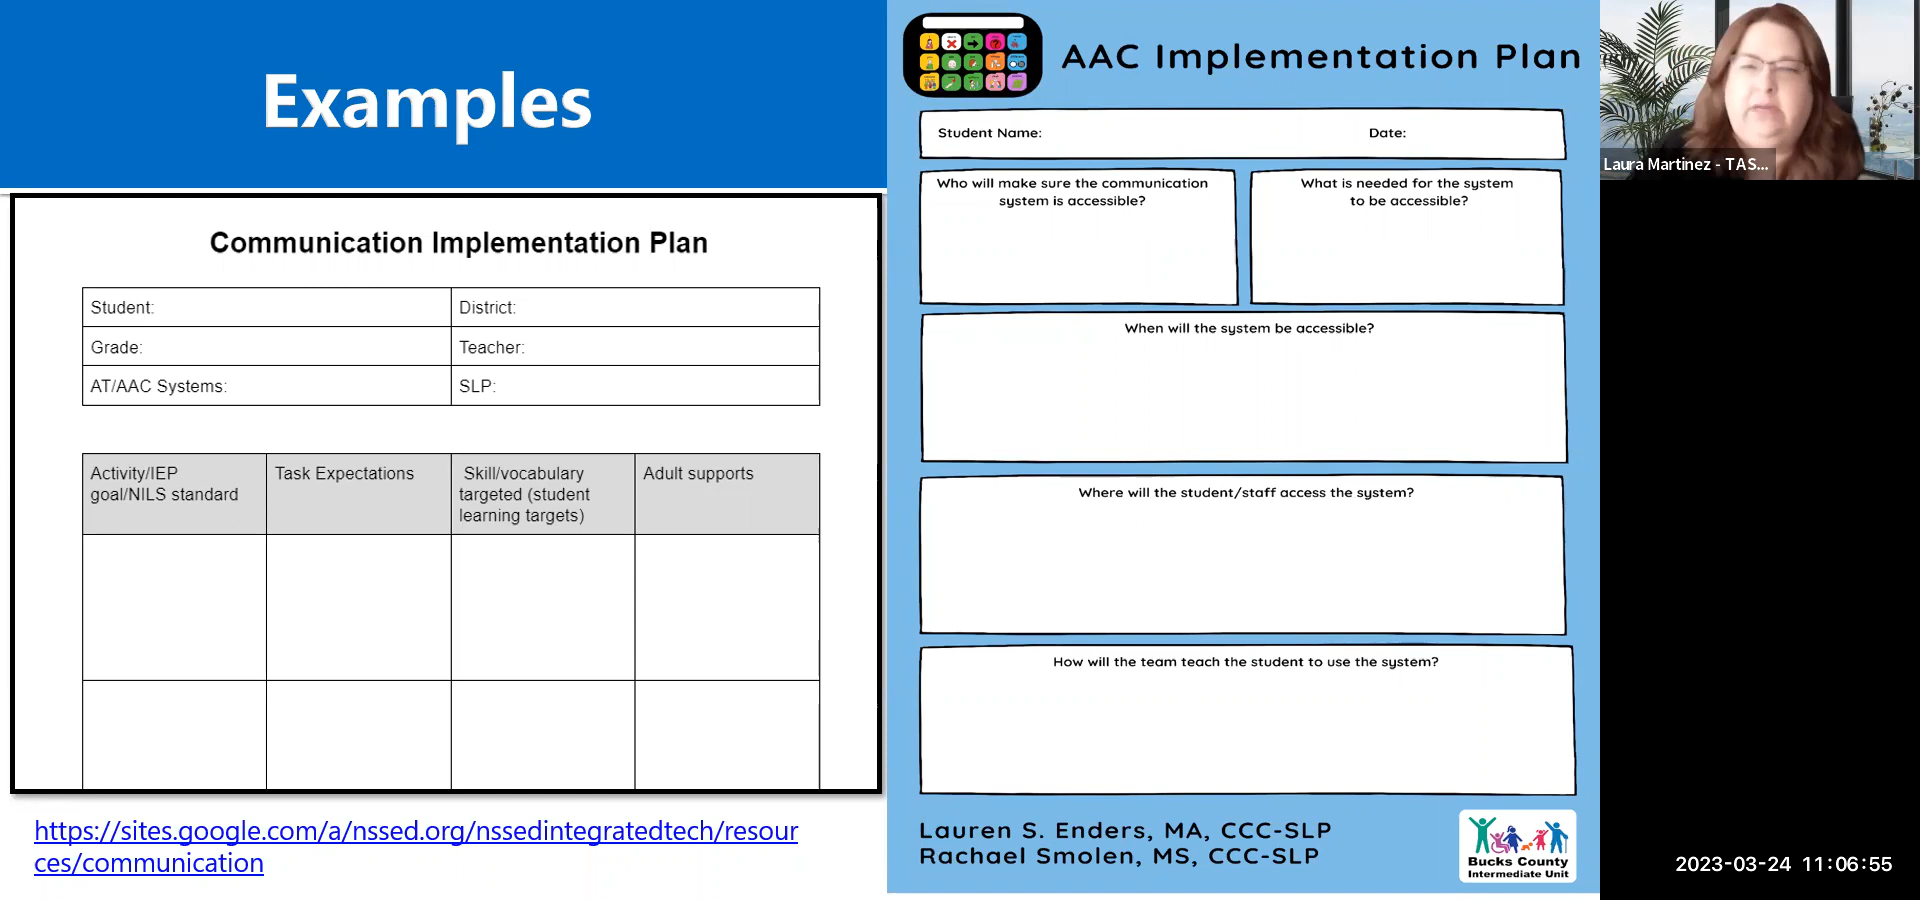 Examples
Communication Implementation Plan
Student:
District:
Grade:
Teacher:
AT/AAC Systems:
SLP:
Activity/IEP
goal/NILS standard
Task Expectations
Skill/vocabulary
targeted (student
learning targets)
Adult supports
https://sites.google.com/a/nssed.org/nssedintegratedtech/resour
ces/communication
AAC Implementation Plan
Student Name:
Date:
Who will make sure the communication
system is accessible?
What is needed for the system
to be accessible?
When will the system be accessible?
Where will the student/staff access the system?
How will the team teach the student to use the system?
Lauren S. Enders, MA, CCC-SLP
Rachael Smolen, MS, CCC-SLP
Bucks County
Intermediate Unit
Laura Martinez - TAS...
2023-03-24 11:06:55